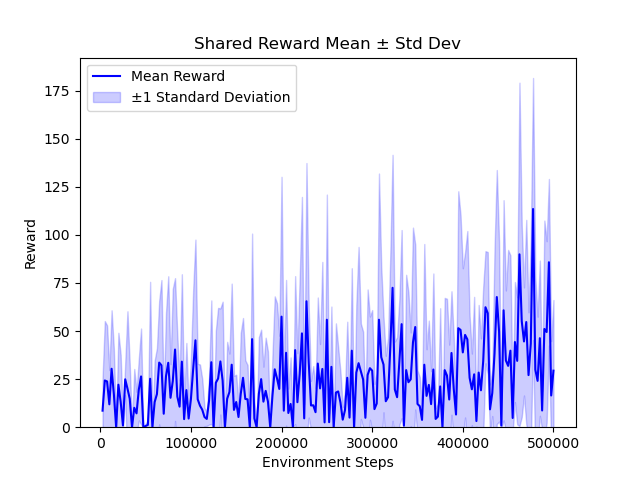 Shared Reward Mean ± Std Dev
Mean Reward
±1 Standard Deviation
Reward
175
150
125
100
75
50
25
0
0 100000 200000 300000 400000 500000
Environment Steps